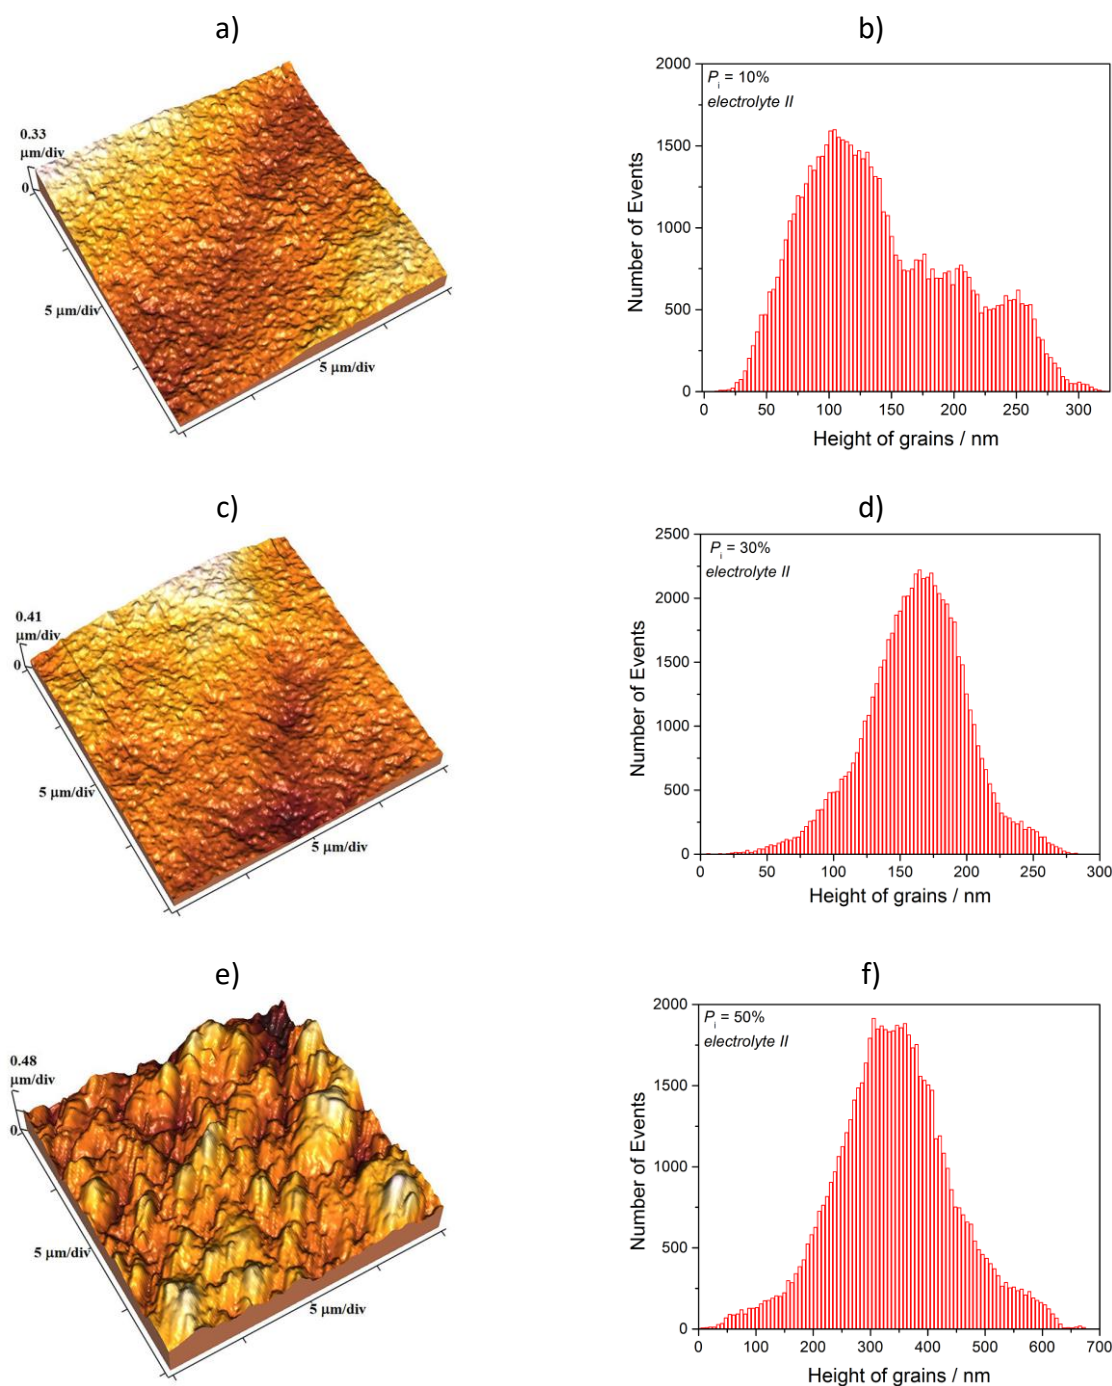 a)
0.33
μm/div
0
5 μm/div
5 μm/div
b)
2000
1500
1000
500
0
Number of Events
P_i = 10%
electrolyte II
0 50 100 150 200 250 300
Height of grains / nm
c)
0.41
μm/div
0
5 μm/div
5 μm/div
d)
2500
2000
1500
1000
500
0
Number of Events
P_i = 30%
electrolyte II
0 50 100 150 200 250 300
Height of grains / nm
e)
0.48
μm/div
0
5 μm/div
5 μm/div
f)
2000
1500
1000
500
0
Number of Events
P_i = 50%
electrolyte II
0 100 200 300 400 500 600 700
Height of grains / nm